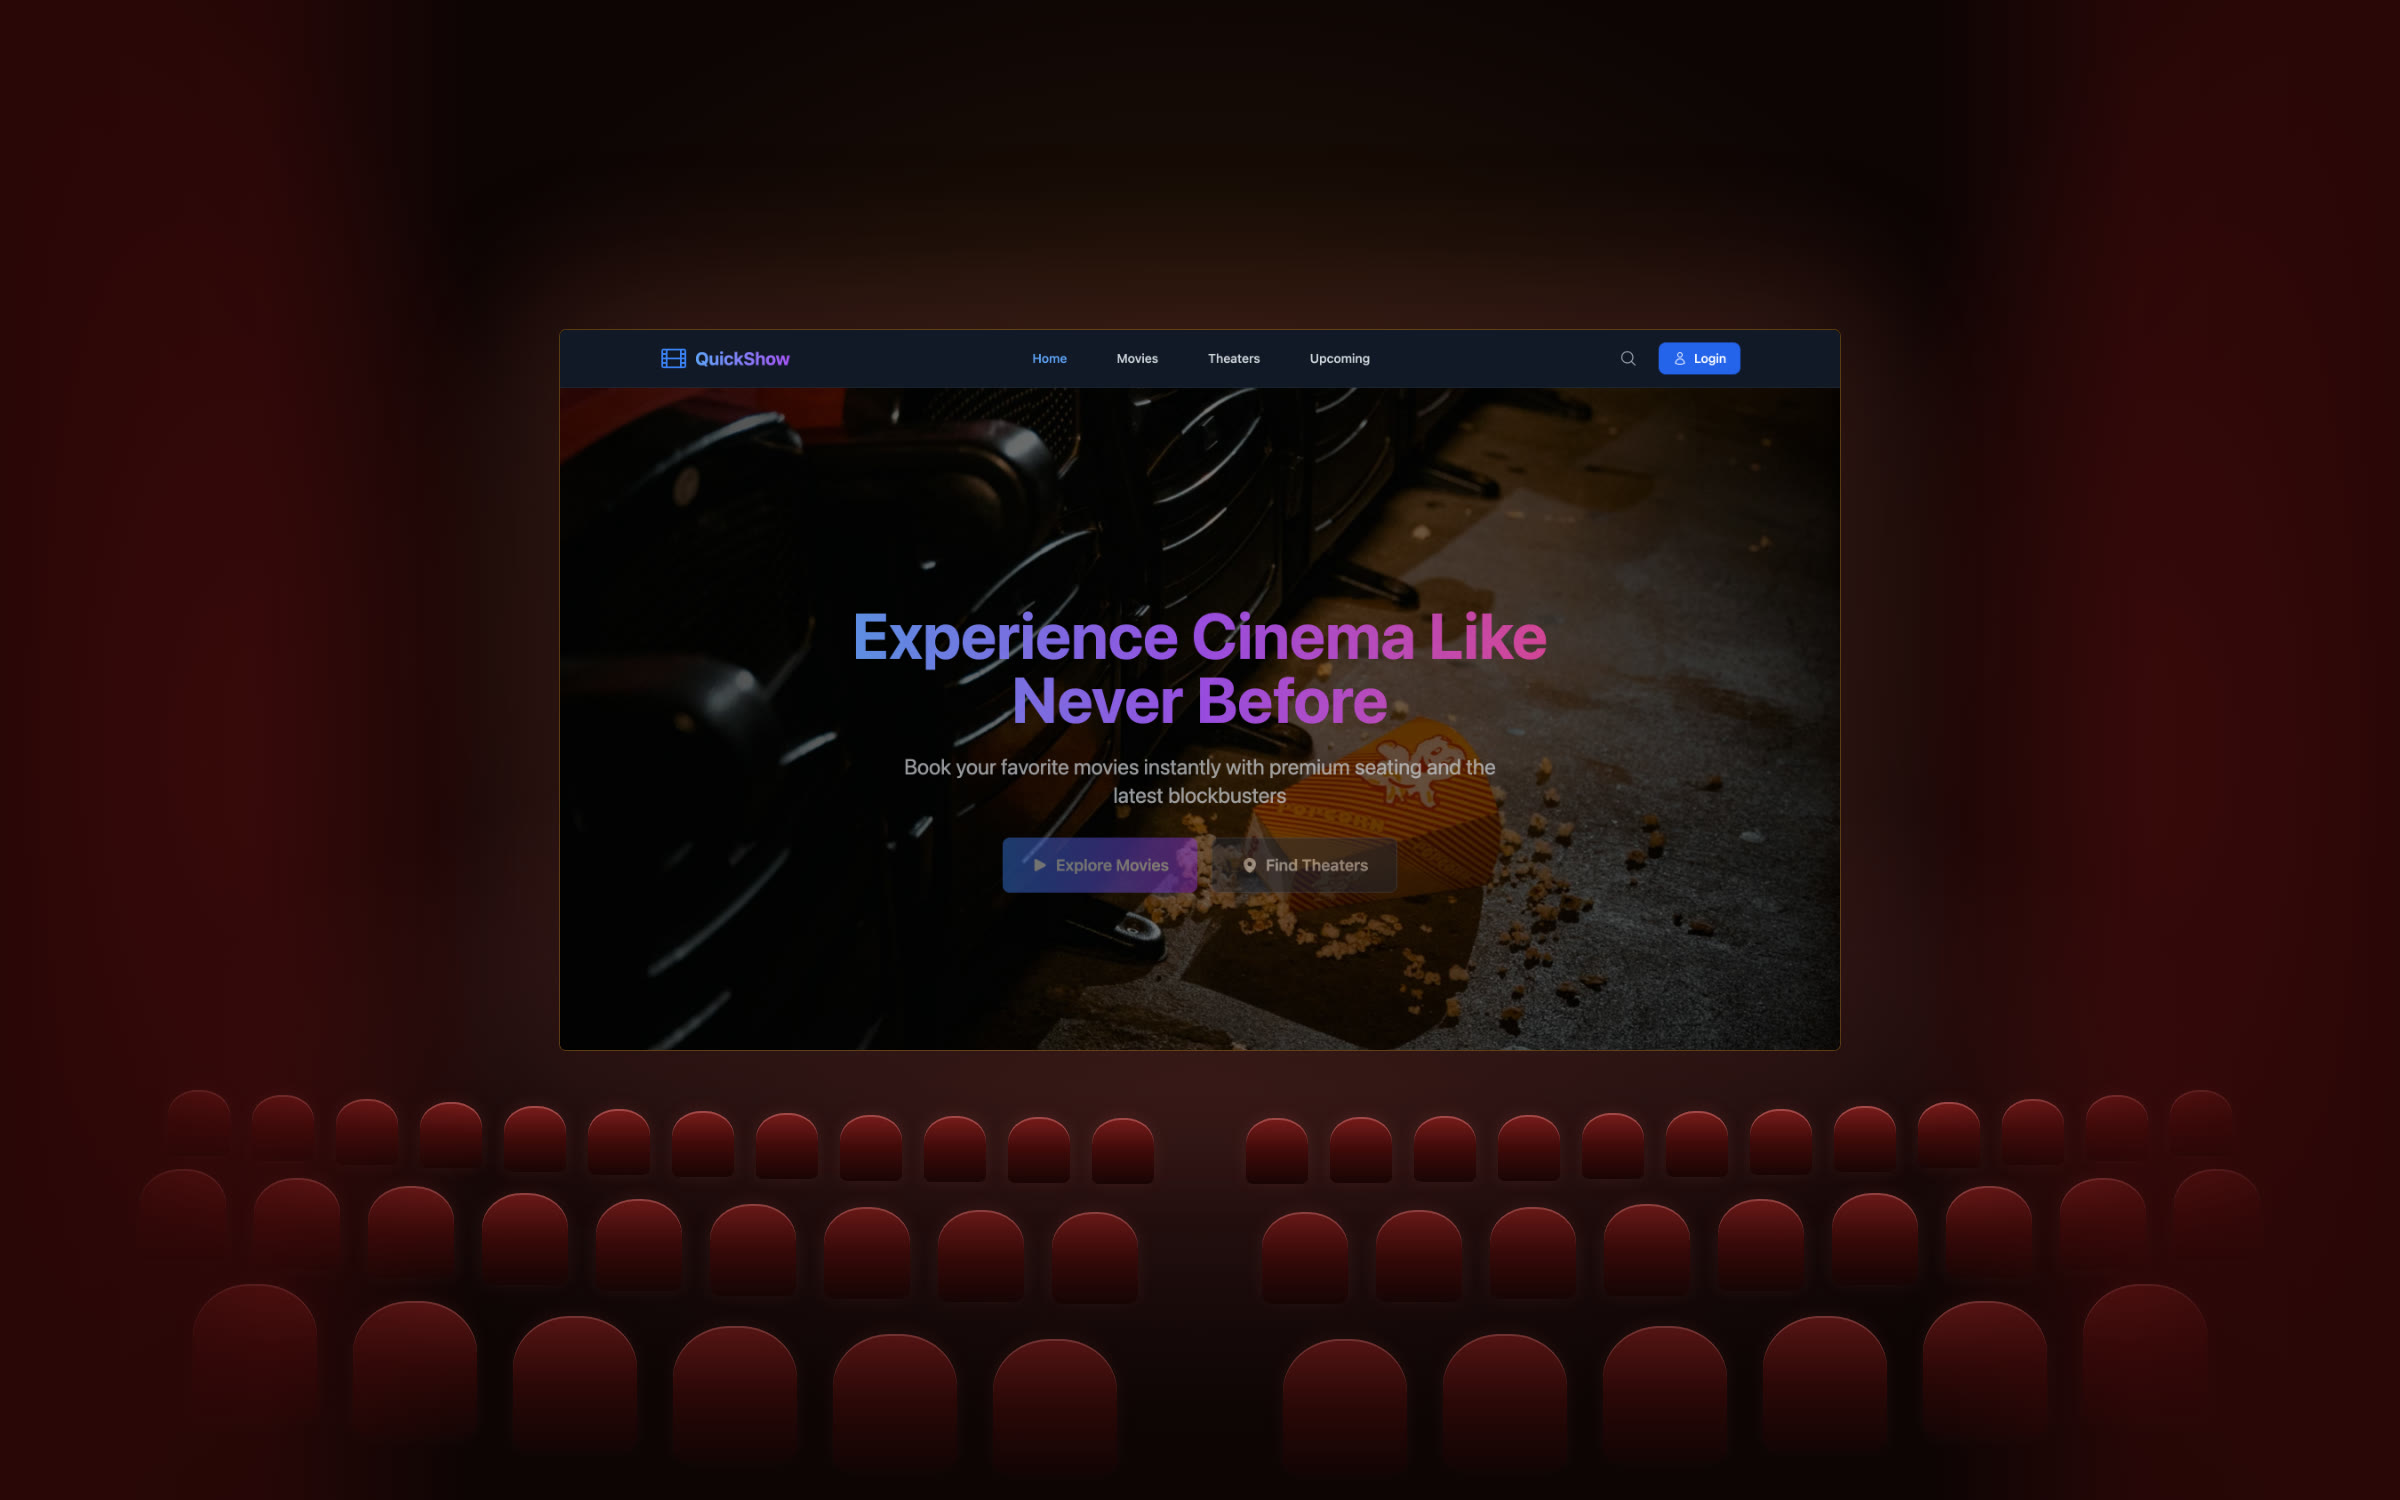 QuickShow
Home
Movies
Theaters
Upcoming
Login
Experience Cinema Like
Never Before
Book your favorite movies instantly with premium seating and the
latest blockbusters
POPCORN
Explore Movies
Find Theaters